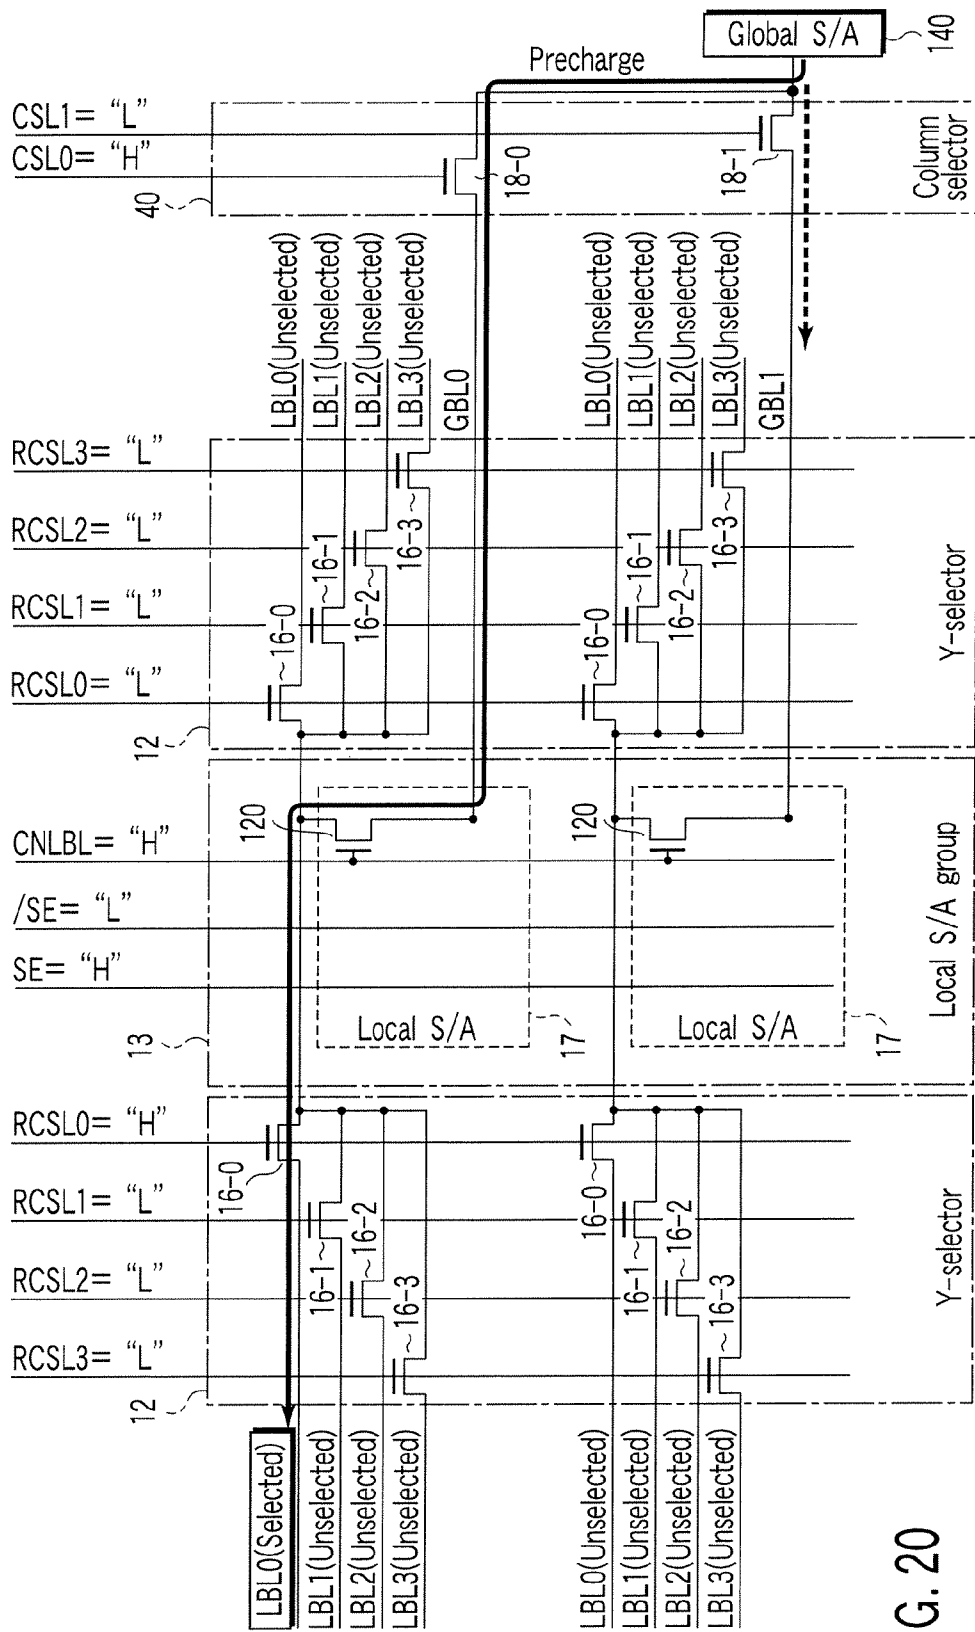 Global S/A
140
Precharge
CSL1= "L"
CSL0= "H"
40
18-0
18-1
Column
selector
LBL0(Unselected)
LBL1(Unselected)
LBL2(Unselected)
LBL3(Unselected)
GBL0
LBL0(Unselected)
LBL1(Unselected)
LBL2(Unselected)
LBL3(Unselected)
GBL1
RCSL3= "L"
RCSL2= "L"
RCSL1= "L"
RCSL0= "L"
12
16-0
16-1
16-2
16-3
16-0
16-1
16-2
16-3
Y-selector
CNLBL= "H"
/SE= "L"
SE= "H"
13
120
Local S/A
17
120
Local S/A
17
Local S/A group
RCSL0= "H"
RCSL1= "L"
RCSL2= "L"
RCSL3= "L"
12
16-0
16-1
16-2
16-3
16-0
16-1
16-2
16-3
Y-selector
LBL0(Selected)
LBL1(Unselected)
LBL2(Unselected)
LBL3(Unselected)
LBL0(Unselected)
LBL1(Unselected)
LBL2(Unselected)
LBL3(Unselected)
G. 20